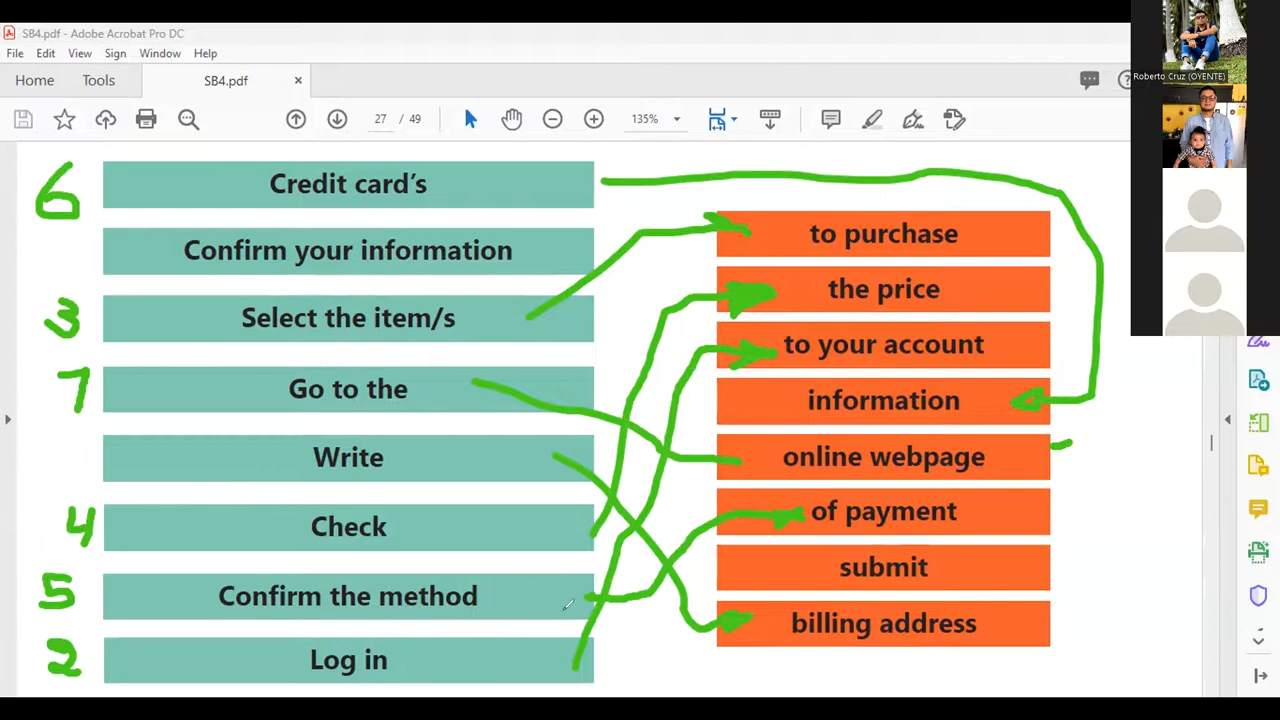 SB4.pdf - Adobe Acrobat Pro DC
File Edit View Sign Window Help
Home Tools SB4.pdf ×
27 / 49 135%
Roberto Cruz (OYENTE)
6 Credit card's
Confirm your information
3 Select the item/s
7 Go to the
Write
4 Check
5 Confirm the method
2 Log in
to purchase
the price
to your account
information
online webpage
of payment
submit
billing address